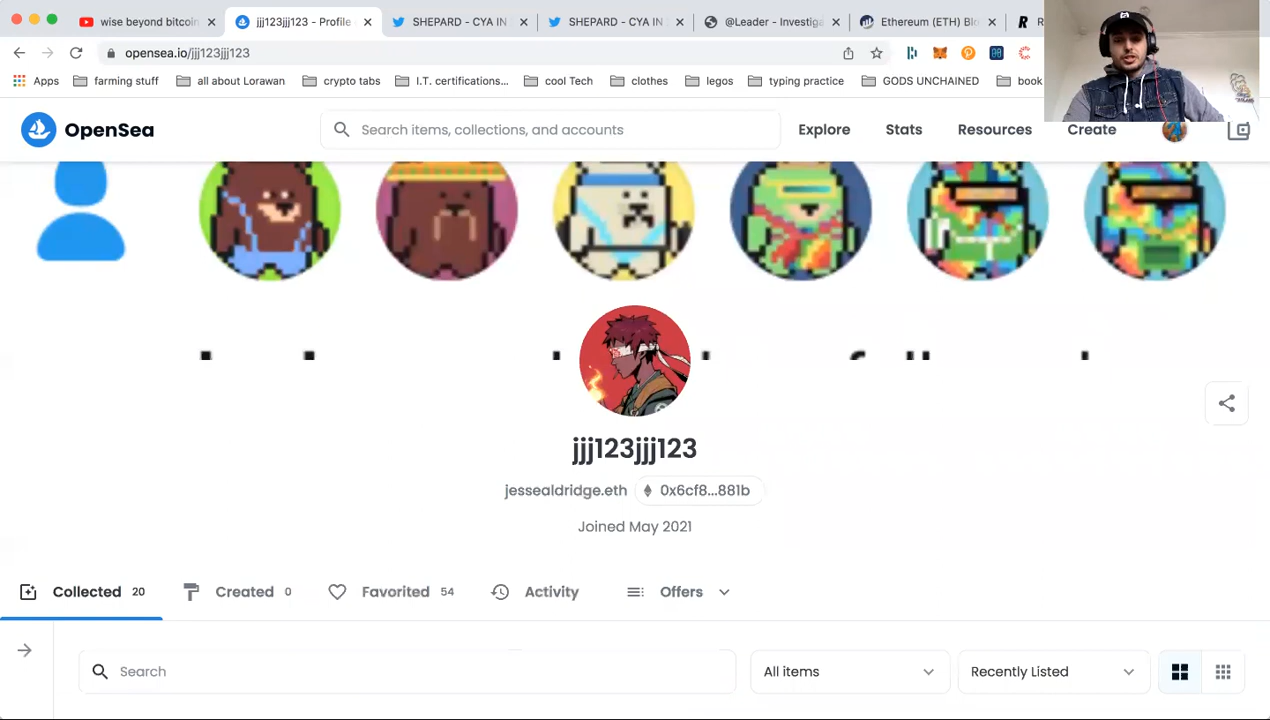 wise beyond bitcoin
jjj123jjj123 - Profile
SHEPARD - CYA IN
SHEPARD - CYA IN
@Leader - Investiga
Ethereum (ETH) Blo
R
opensea.io/jjj123jjj123
Apps
farming stuff
all about Lorawan
crypto tabs
I.T. certifications...
cool Tech
clothes
legos
typing practice
GODS UNCHAINED
book
OpenSea
Search items, collections, and accounts
Explore
Stats
Resources
Create
jjj123jjj123
jessealdridge.eth
0x6cf8...881b
Joined May 2021
Collected 20
Created 0
Favorited 54
Activity
Offers
Search
All items
Recently Listed